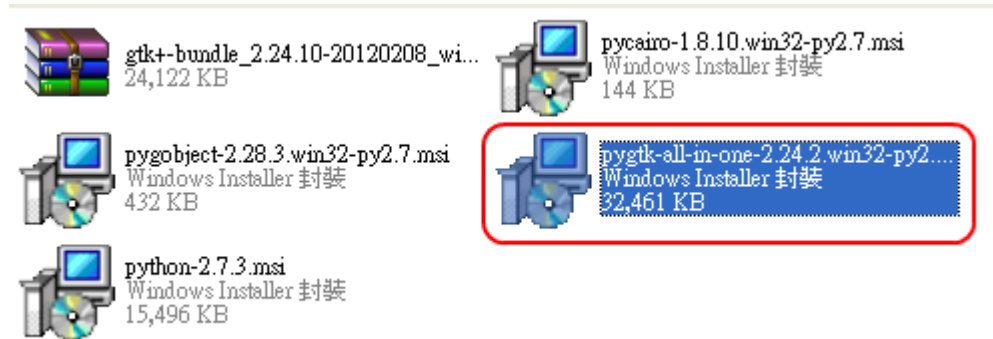 gtk+-bundle_2.24.10-20120208_wi...
24,122 KB
pycairo-1.8.10.win32-py2.7.msi
Windows Installer 封裝
144 KB
pygobject-2.28.3.win32-py2.7.msi
Windows Installer 封裝
432 KB
pygtk-all-in-one-2.24.2.win32-py2....
Windows Installer 封裝
32,461 KB
python-2.7.3.msi
Windows Installer 封裝
15,496 KB